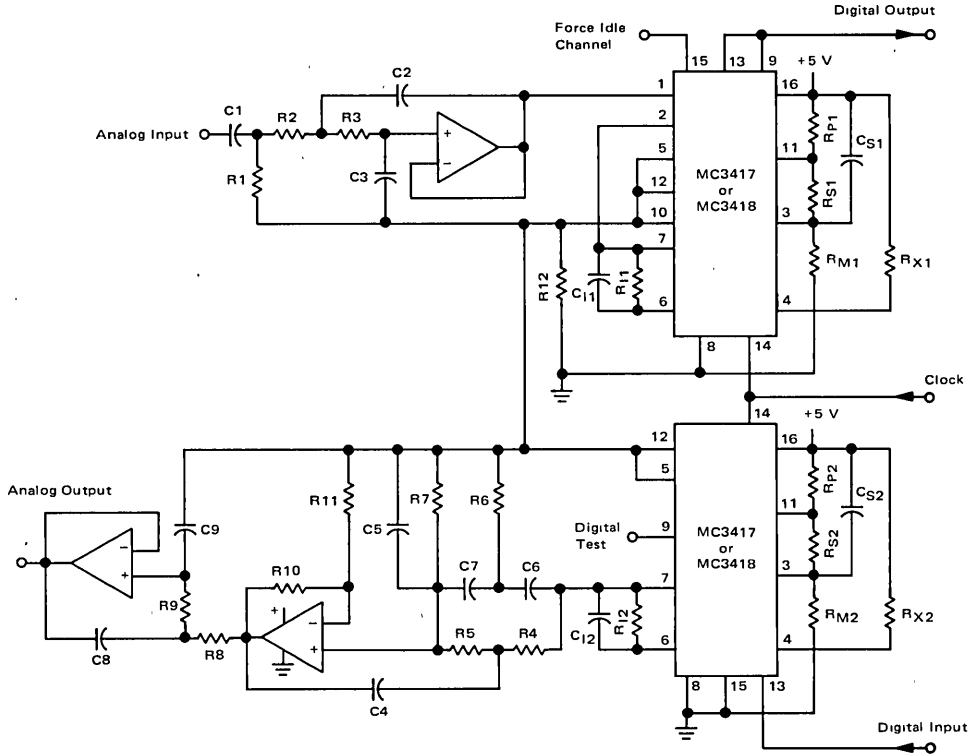 Digital Output
Force Idle
Channel
15
13
9
+5 V
C2
1
16
C1
R2
R3
2
RP1
CS1
Analog Input
+
−
5
11
MC3417
or
MC3418
R1
C3
12
RS1
10
3
7
R12
CI1
RI1
RM1
RX1
6
4
8
14
Clock
14
+5 V
12
16
Analog Output
R11
C5
R7
R6
5
RP2
CS2
C9
Digital
Test
9
11
MC3417
or
MC3418
−
+
RS2
R10
C7
C6
7
3
R9
+
−
+
CI2
RI2
RM2
RX2
C8
R8
R5
R4
6
4
C4
8
15
13
Digital Input